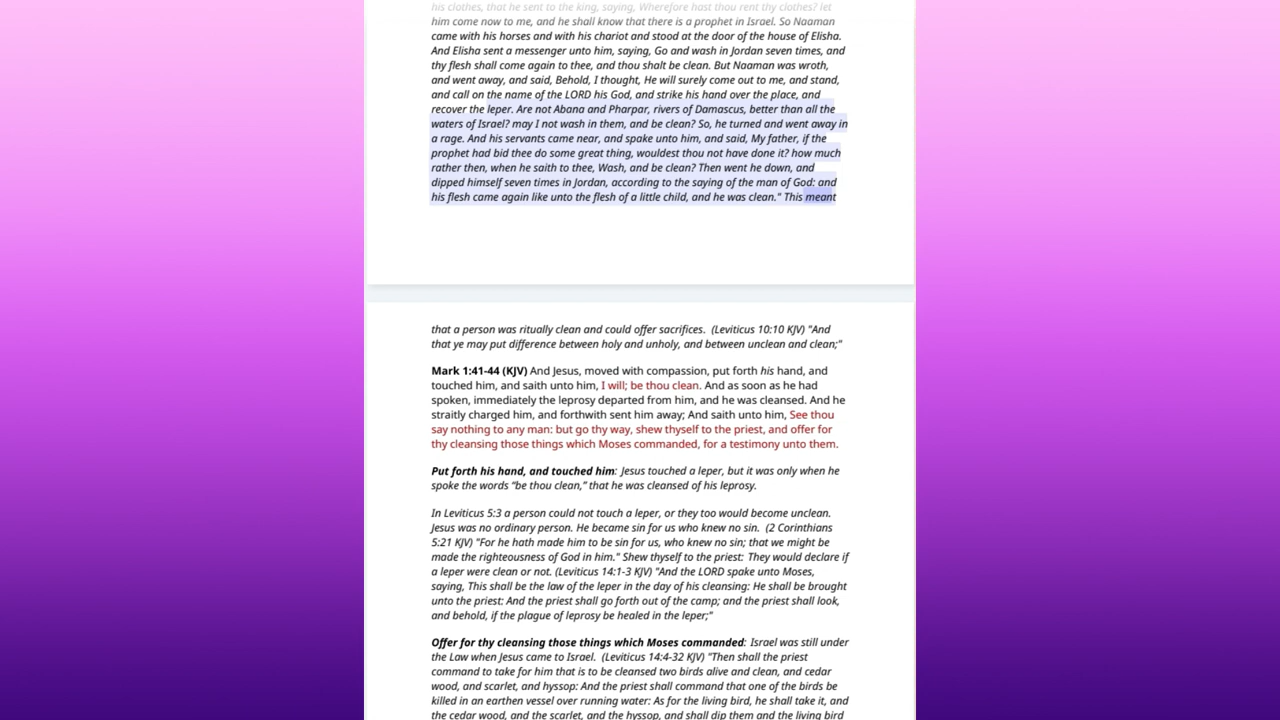 his clothes, that he sent to the king, saying, Wherefore hast thou rent thy clothes? let
him come now to me, and he shall know that there is a prophet in Israel. So Naaman
came with his horses and with his chariot and stood at the door of the house of Elisha.
And Elisha sent a messenger unto him, saying, Go and wash in Jordan seven times, and
thy flesh shall come again to thee, and thou shalt be clean. But Naaman was wroth,
and went away, and said, Behold, I thought, He will surely come out to me, and stand,
and call on the name of the LORD his God, and strike his hand over the place, and
recover the leper. Are not Abana and Pharpar, rivers of Damascus, better than all the
waters of Israel? may I not wash in them, and be clean? So, he turned and went away in
a rage. And his servants came near, and spake unto him, and said, My father, if the
prophet had bid thee do some great thing, wouldest thou not have done it? how much
rather then, when he saith to thee, Wash, and be clean? Then went he down, and
dipped himself seven times in Jordan, according to the saying of the man of God: and
his flesh came again like unto the flesh of a little child, and he was clean." This meant
that a person was ritually clean and could offer sacrifices.  (Leviticus 10:10 KJV) "And
that ye may put difference between holy and unholy, and between unclean and clean;"
Mark 1:41-44 (KJV) And Jesus, moved with compassion, put forth his hand, and
touched him, and saith unto him, I will; be thou clean. And as soon as he had
spoken, immediately the leprosy departed from him, and he was cleansed. And he
straitly charged him, and forthwith sent him away; And saith unto him, See thou
say nothing to any man: but go thy way, shew thyself to the priest, and offer for
thy cleansing those things which Moses commanded, for a testimony unto them.
Put forth his hand, and touched him: Jesus touched a leper, but it was only when he
spoke the words “be thou clean,” that he was cleansed of his leprosy.
In Leviticus 5:3 a person could not touch a leper, or they too would become unclean.
Jesus was no ordinary person. He became sin for us who knew no sin.  (2 Corinthians
5:21 KJV) "For he hath made him to be sin for us, who knew no sin; that we might be
made the righteousness of God in him." Shew thyself to the priest: They would declare if
a leper were clean or not. (Leviticus 14:1-3 KJV) "And the LORD spake unto Moses,
saying, This shall be the law of the leper in the day of his cleansing: He shall be brought
unto the priest: And the priest shall go forth out of the camp; and the priest shall look,
and behold, if the plague of leprosy be healed in the leper;"
Offer for thy cleansing those things which Moses commanded: Israel was still under
the Law when Jesus came to Israel.  (Leviticus 14:4-32 KJV) "Then shall the priest
command to take for him that is to be cleansed two birds alive and clean, and cedar
wood, and scarlet, and hyssop: And the priest shall command that one of the birds be
killed in an earthen vessel over running water: As for the living bird, he shall take it, and
the cedar wood, and the scarlet, and the hyssop, and shall dip them and the living bird